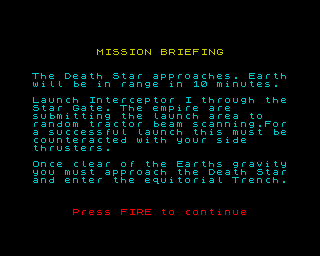 MISSION BRIEFING
The Death Star approaches. Earth
will be in range in 10 minutes.
Launch Interceptor I through the
Star Gate. The empire are
submitting the launch area to
random tractor beam scanning.For
a successful launch this must be
counteracted with your side
thrusters.
Once clear of the Earths gravity
you must approach the Death Star
and enter the equitorial Trench.
Press FIRE to continue